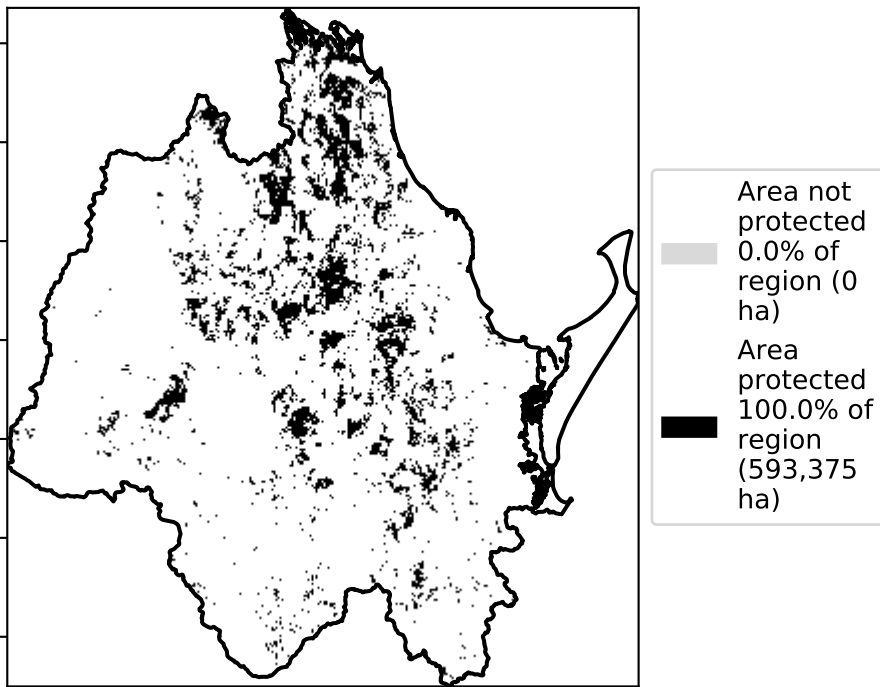 Area not
protected
0.0% of
region (0
ha)
Area
protected
100.0% of
region
(593,375
ha)